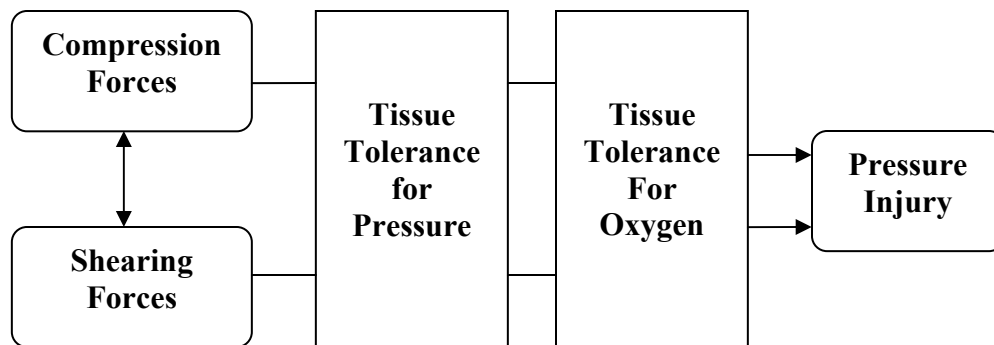 Compression
Forces
Shearing
Forces
Tissue
Tolerance
for
Pressure
Tissue
Tolerance
For
Oxygen
Pressure
Injury